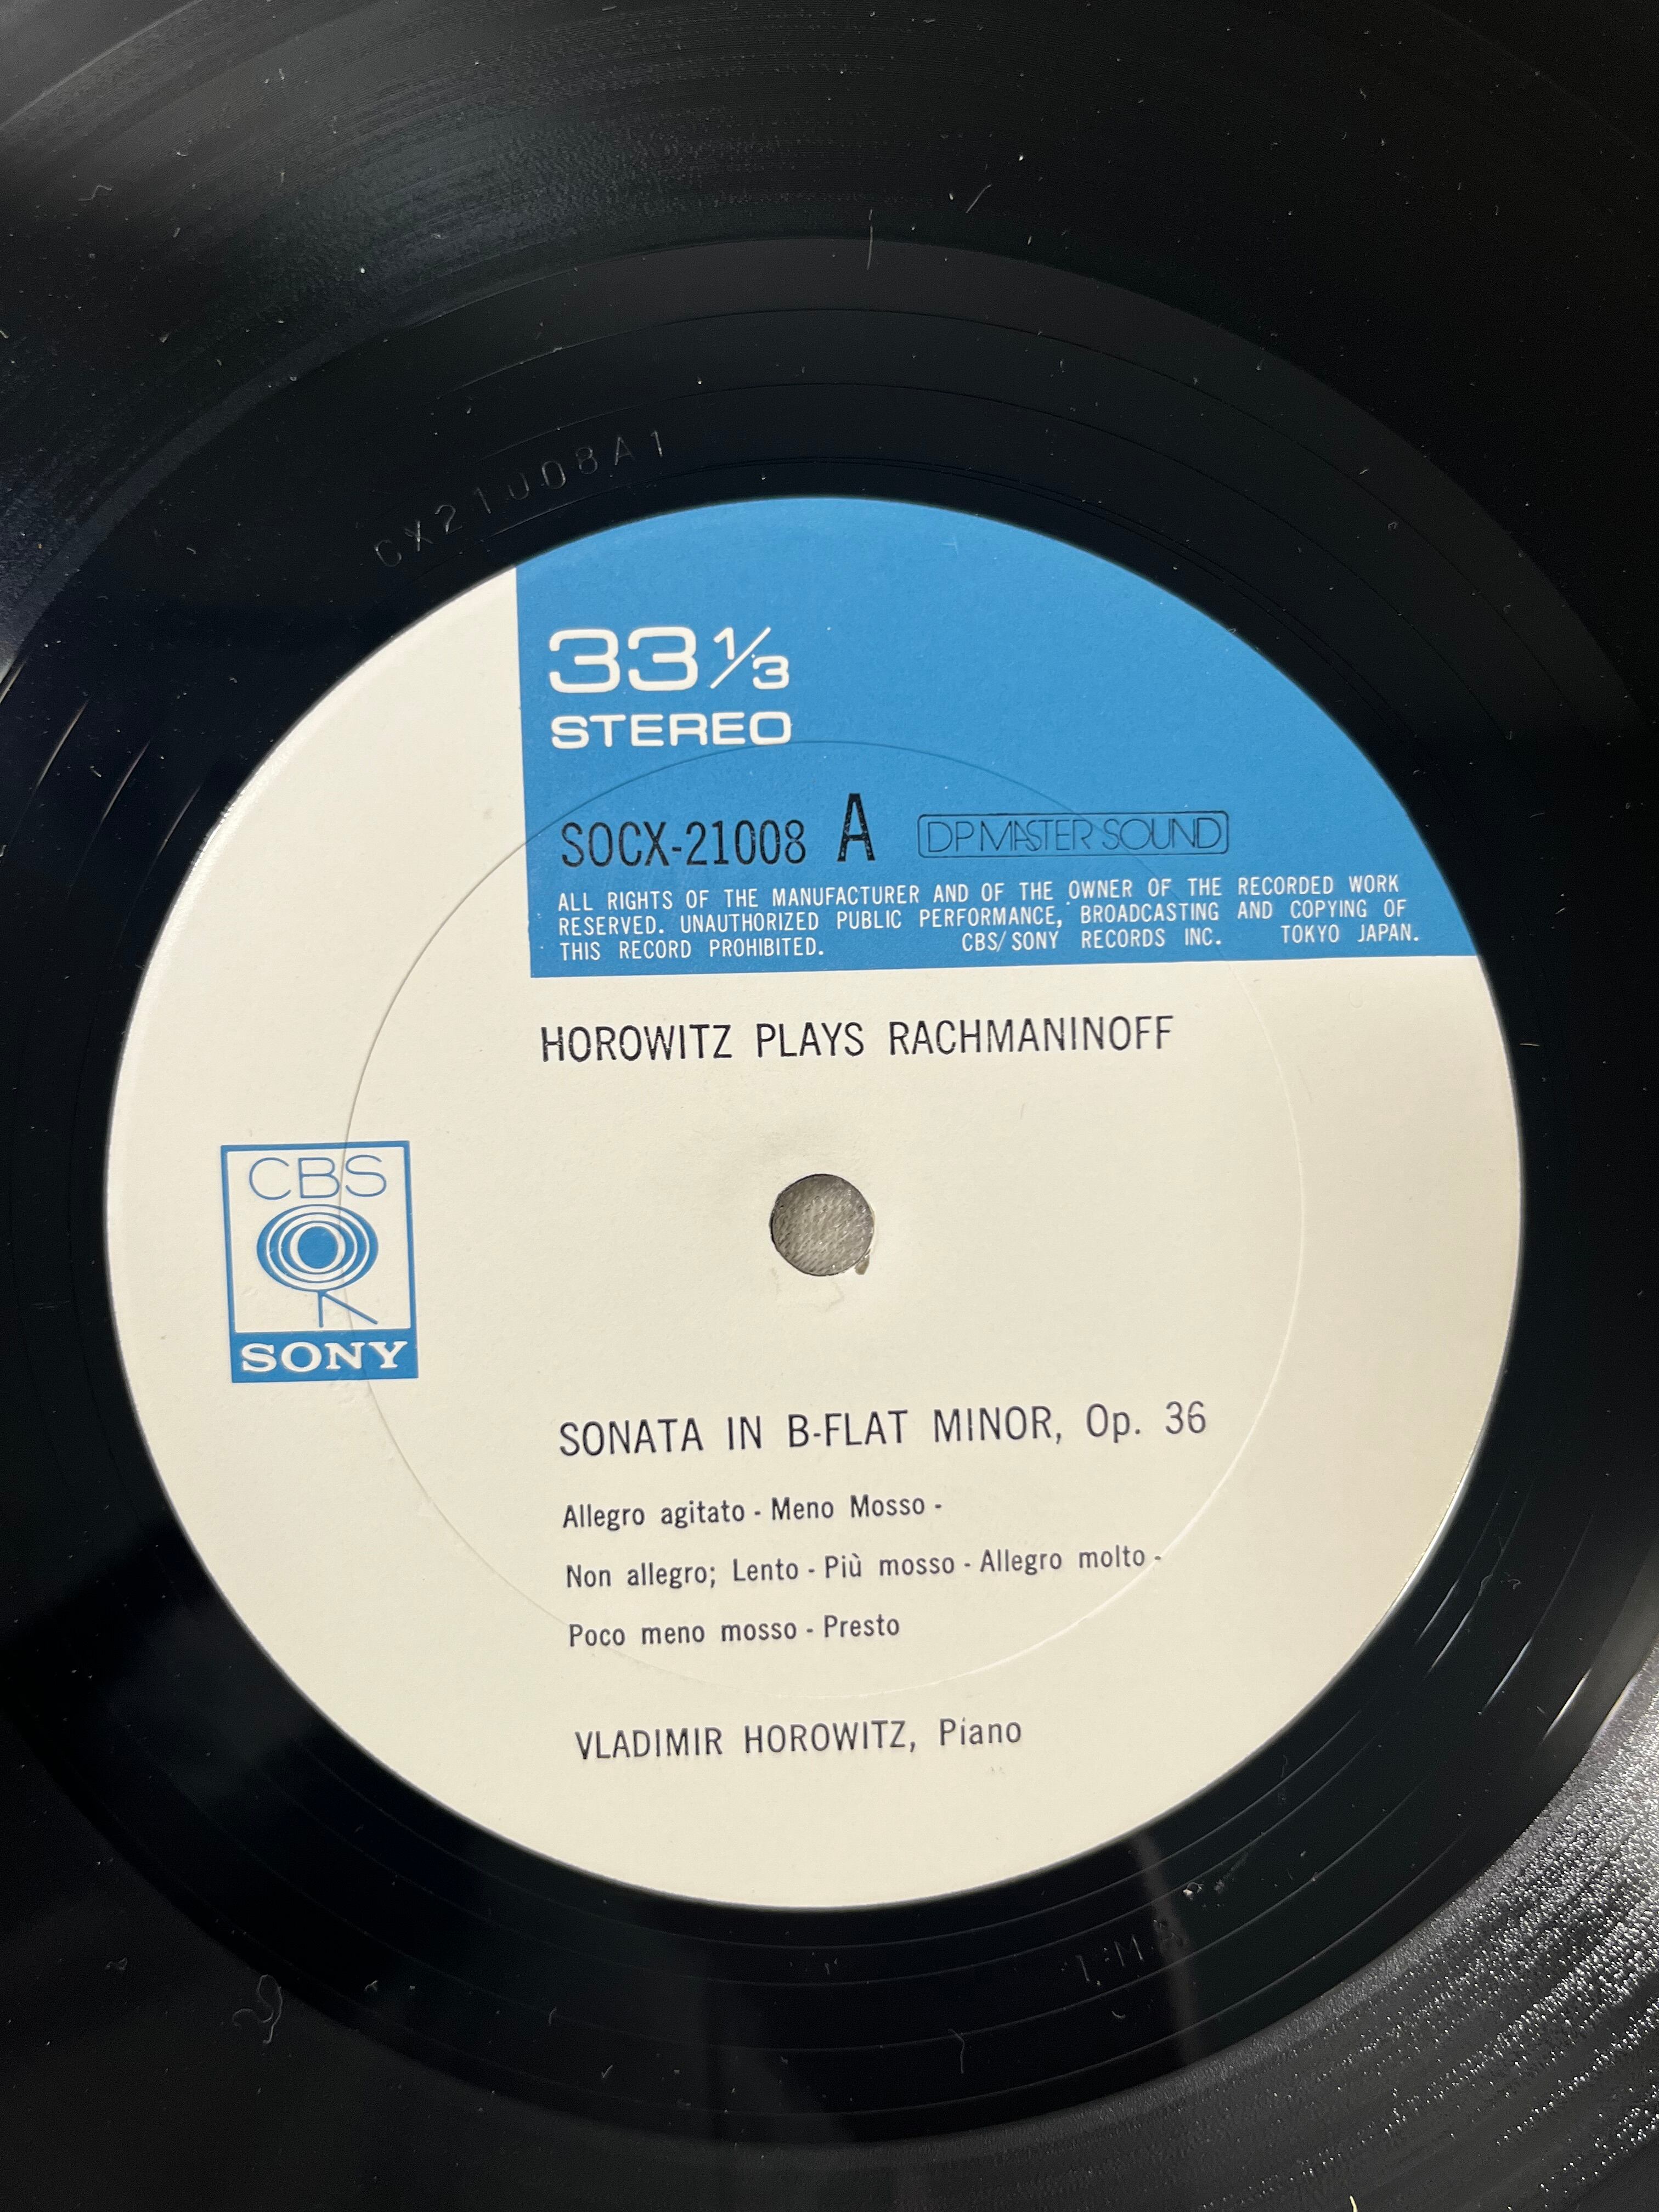 CX21008A1
33 1/3
STEREO
SOCX-21008 A DP MASTER SOUND
ALL RIGHTS OF THE MANUFACTURER AND OF THE OWNER OF THE RECORDED WORK
RESERVED. UNAUTHORIZED PUBLIC PERFORMANCE, BROADCASTING AND COPYING OF
THIS RECORD PROHIBITED. CBS/SONY RECORDS INC. TOKYO JAPAN.
HOROWITZ PLAYS RACHMANINOFF
CBS
SONY
SONATA IN B-FLAT MINOR, Op. 36
Allegro agitato - Meno Mosso -
Non allegro; Lento - Più mosso - Allegro molto -
Poco meno mosso - Presto
VLADIMIR HOROWITZ, Piano